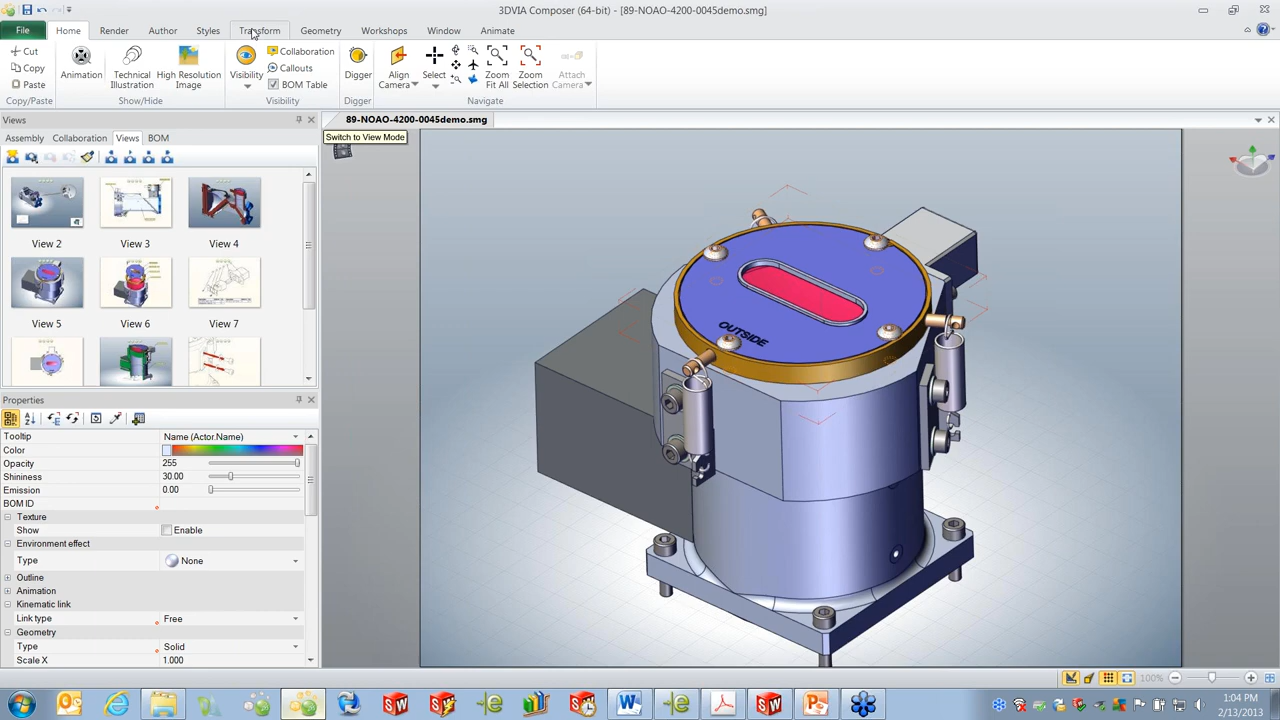 3DVIA Composer (64-bit) - [89-NOAO-4200-0045demo.smg]
File Home Render Author Styles Transform Geometry Workshops Window Animate
Cut
Copy
Paste
Copy/Paste
Animation
Technical Illustration
High Resolution Image
Show/Hide
Visibility
Collaboration
Callouts
BOM Table
Visibility
Digger
Digger
Align Camera
Select
Zoom Fit All
Zoom Selection
Attach Camera
Navigate
Views
89-NOAO-4200-0045demo.smg
Switch to View Mode
Assembly Collaboration Views BOM
View 2 View 3 View 4
View 5 View 6 View 7
OUTSIDE
Properties
Tooltip Name (Actor.Name)
Color
Opacity 255
Shininess 30.00
Emission 0.00
BOM ID
Texture
Show Enable
Environment effect
Type None
Outline
Animation
Kinematic link
Link type Free
Geometry
Type Solid
Scale X 1.000
100%
1:04 PM
2/13/2013